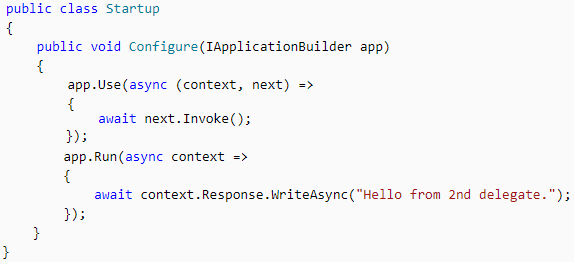 public class Startup
{
    public void Configure(IApplicationBuilder app)
    {
        app.Use(async (context, next) =>
        {
            await next.Invoke();
        });
        app.Run(async context =>
        {
            await context.Response.WriteAsync("Hello from 2nd delegate.");
        });
    }
}